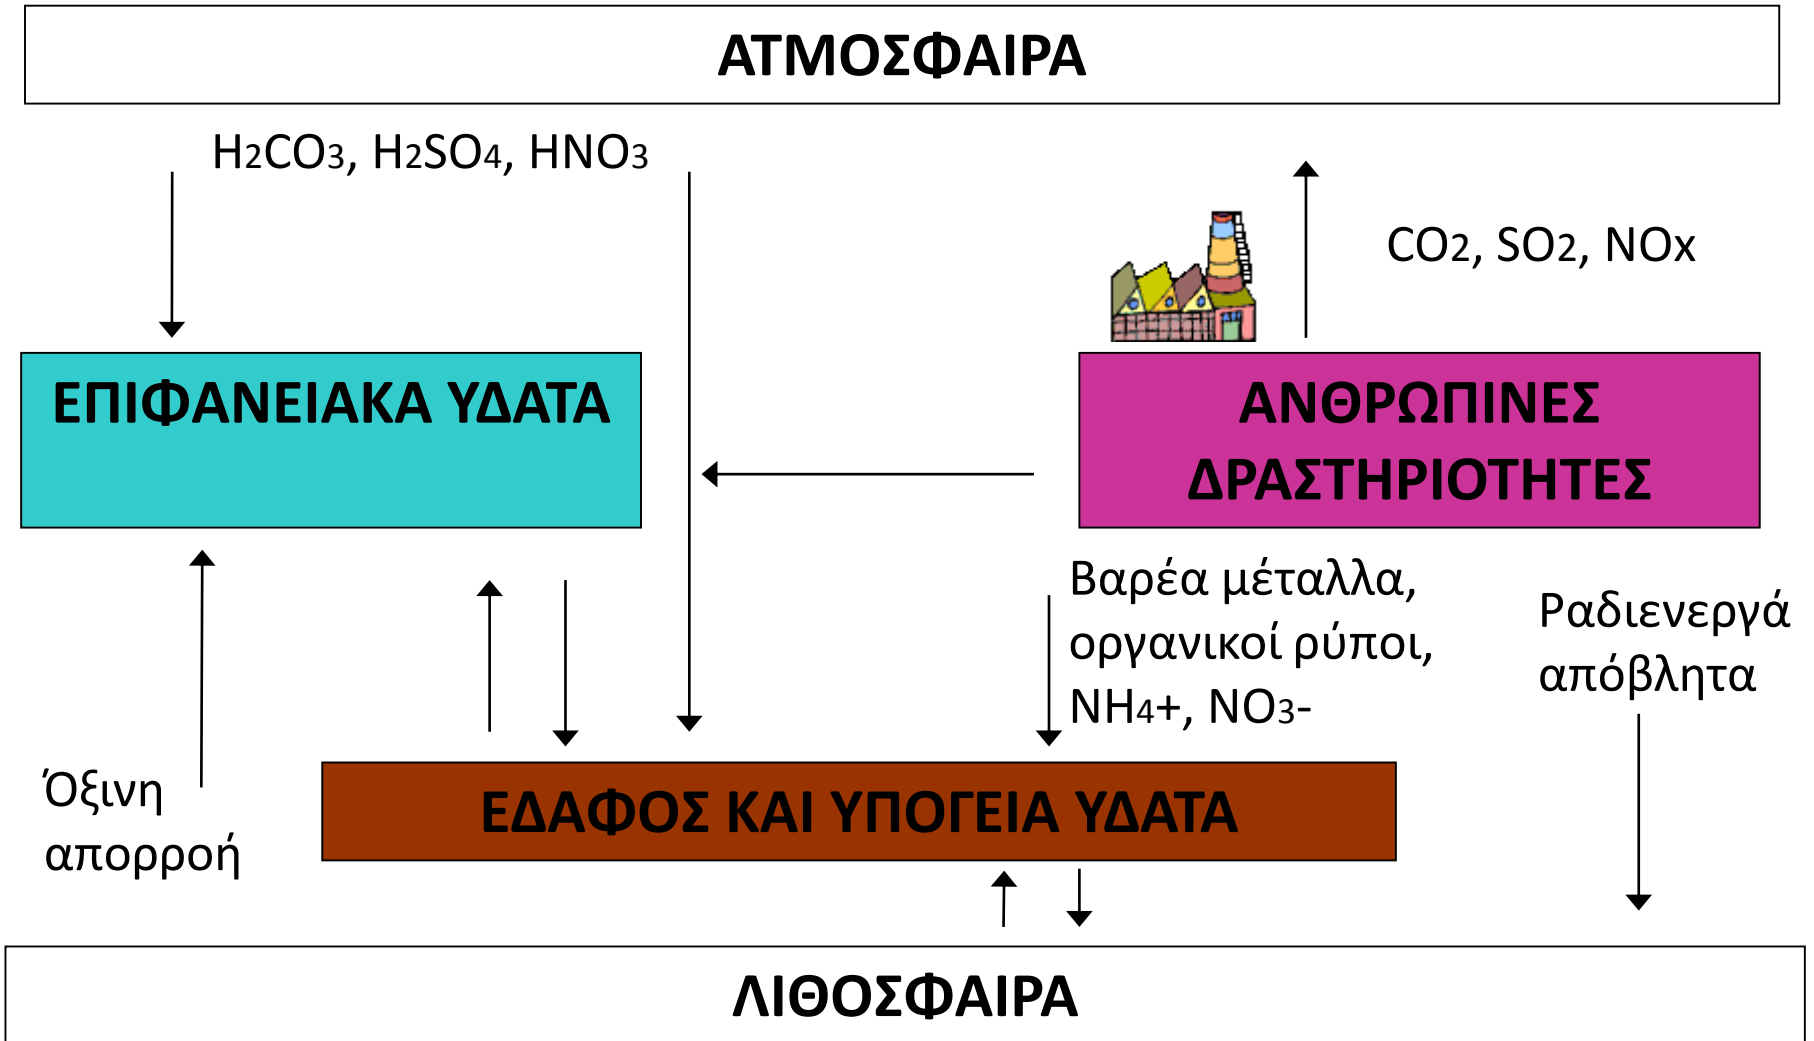 ΑΤΜΟΣΦΑΙΡΑ
H2CO3, H2SO4, HNO3
CO2, SO2, NOx
ΕΠΙΦΑΝΕΙΑΚΑ ΥΔΑΤΑ
ΑΝΘΡΩΠΙΝΕΣ
ΔΡΑΣΤΗΡΙΟΤΗΤΕΣ
Βαρέα μέταλλα,
οργανικοί ρύποι,
NH4+, NO3-
Ραδιενεργά
απόβλητα
Όξινη
απορροή
ΕΔΑΦΟΣ ΚΑΙ ΥΠΟΓΕΙΑ ΥΔΑΤΑ
ΛΙΘΟΣΦΑΙΡΑ